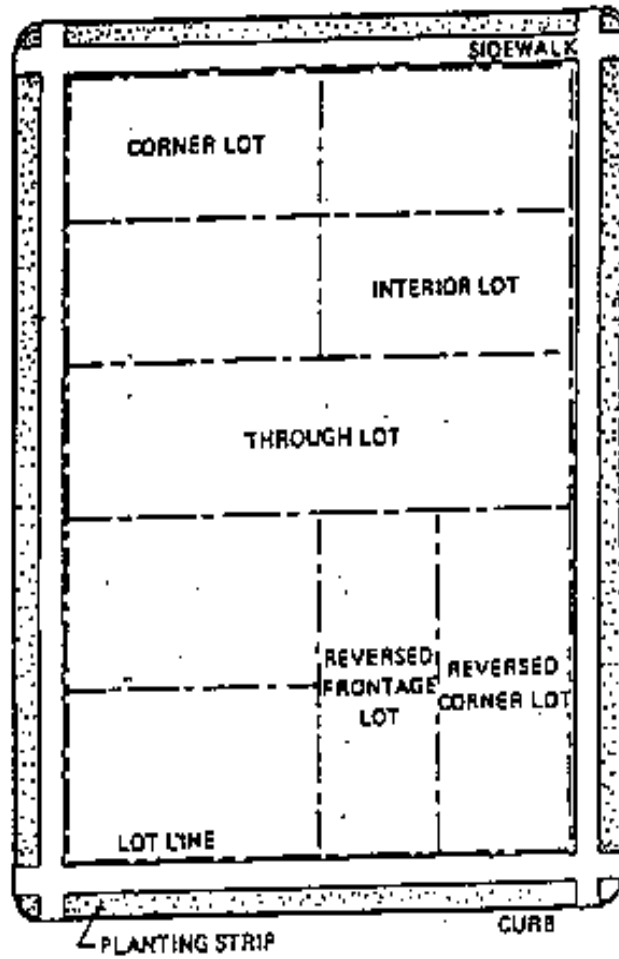 SIDEWALK
CORNER LOT
INTERIOR LOT
THROUGH LOT
REVERSED
FRONTAGE
LOT
REVERSED
CORNER LOT
LOT LINE
CURB
PLANTING STRIP